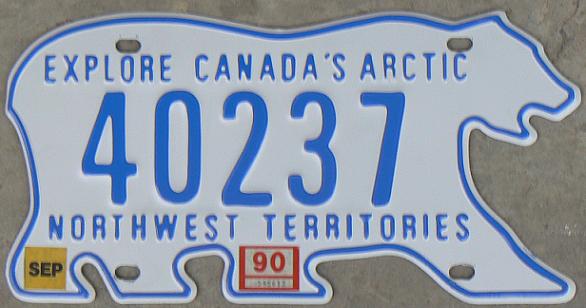 EXPLORE CANADA'S ARCTIC
40237
NORTHWEST TERRITORIES
SEP
90